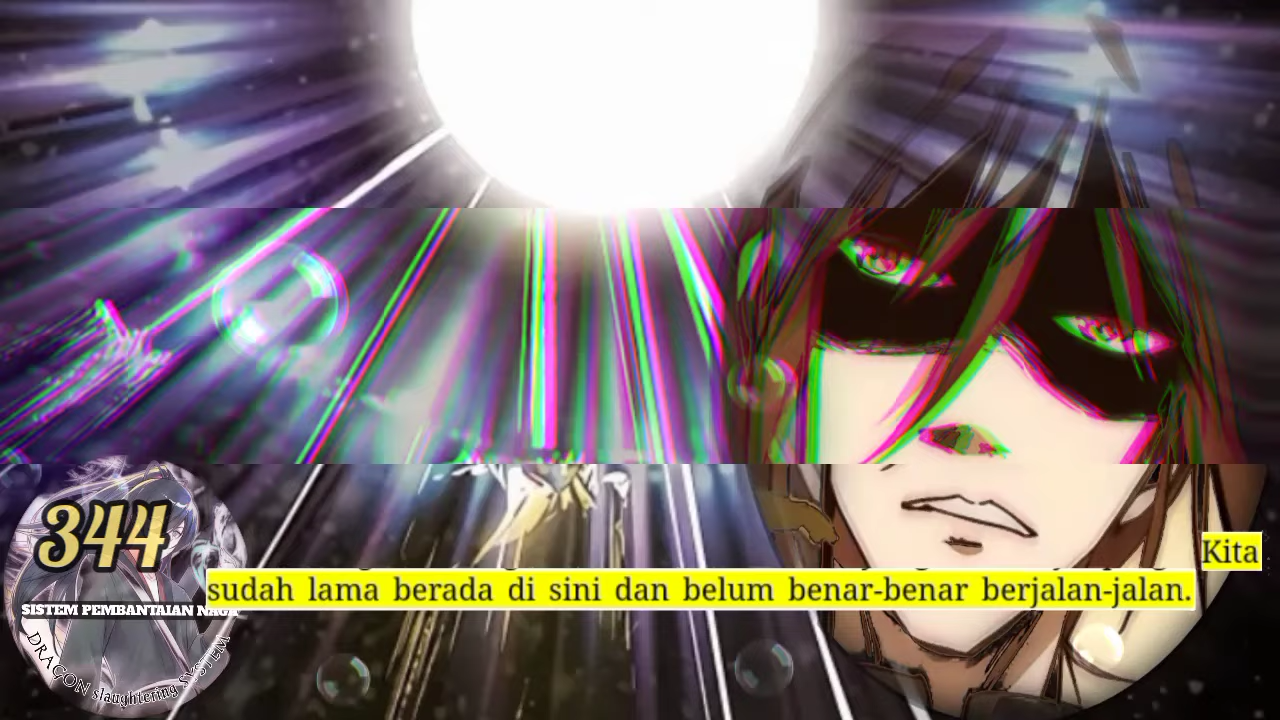 344
SISTEM PEMBANTAIAN NAGA
DRAGON slaughtering SYSTEM
Kita
sudah lama berada di sini dan belum benar-benar berjalan-jalan.